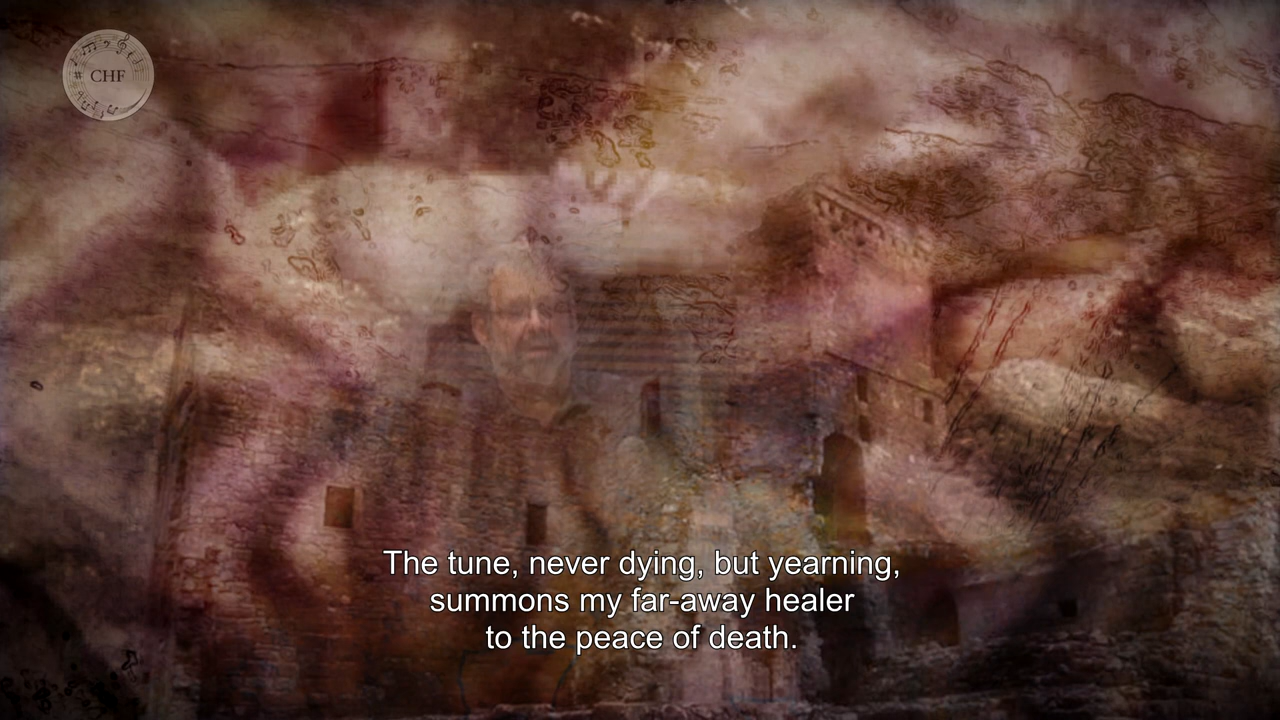 CHF
The tune, never dying, but yearning,
summons my far-away healer
to the peace of death.